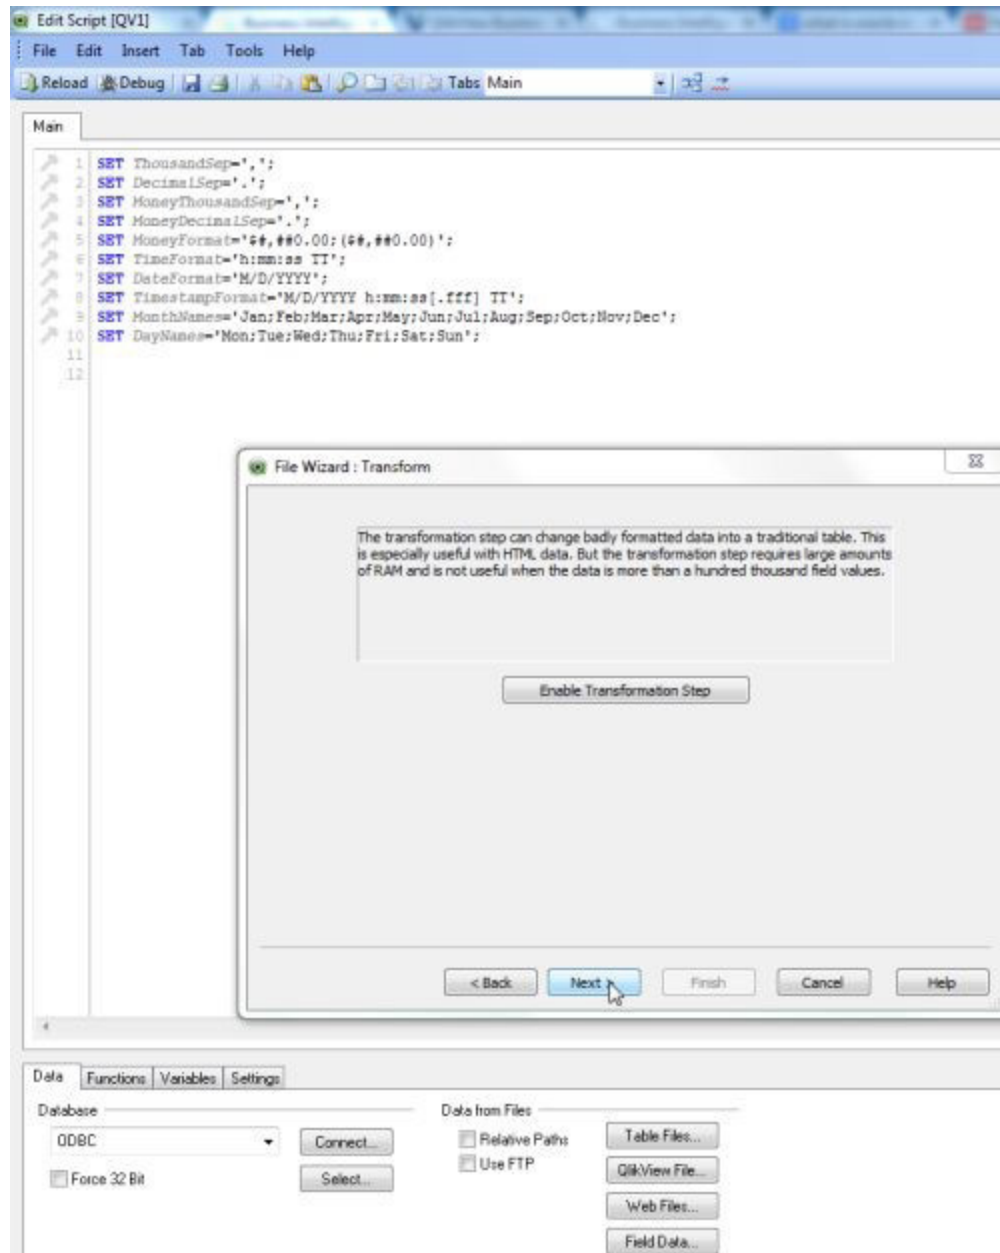 Edit Script [QV1]
File Edit Insert Tab Tools Help
Reload Debug Tabs Main
Main
1 SET ThousandSep=',';
2 SET DecimalSep='.';
3 SET MoneyThousandSep=',';
4 SET MoneyDecimalSep='.';
5 SET MoneyFormat='$#,##0.00;($#,##0.00)';
6 SET TimeFormat='h:mm:ss TT';
7 SET DateFormat='M/D/YYYY';
8 SET TimestampFormat='M/D/YYYY h:mm:ss[.fff] TT';
9 SET MonthNames='Jan;Feb;Mar;Apr;May;Jun;Jul;Aug;Sep;Oct;Nov;Dec';
10 SET DayNames='Mon;Tue;Wed;Thu;Fri;Sat;Sun';
11
12
File Wizard : Transform
The transformation step can change badly formatted data into a traditional table. This
is especially useful with HTML data. But the transformation step requires large amounts
of RAM and is not useful when the data is more than a hundred thousand field values.
Enable Transformation Step
< Back Next > Finish Cancel Help
Data Functions Variables Settings
Database Data from Files
ODBC Connect... Relative Paths Table Files...
Force 32 Bit Select... Use FTP QlikView File...
Web Files...
Field Data...